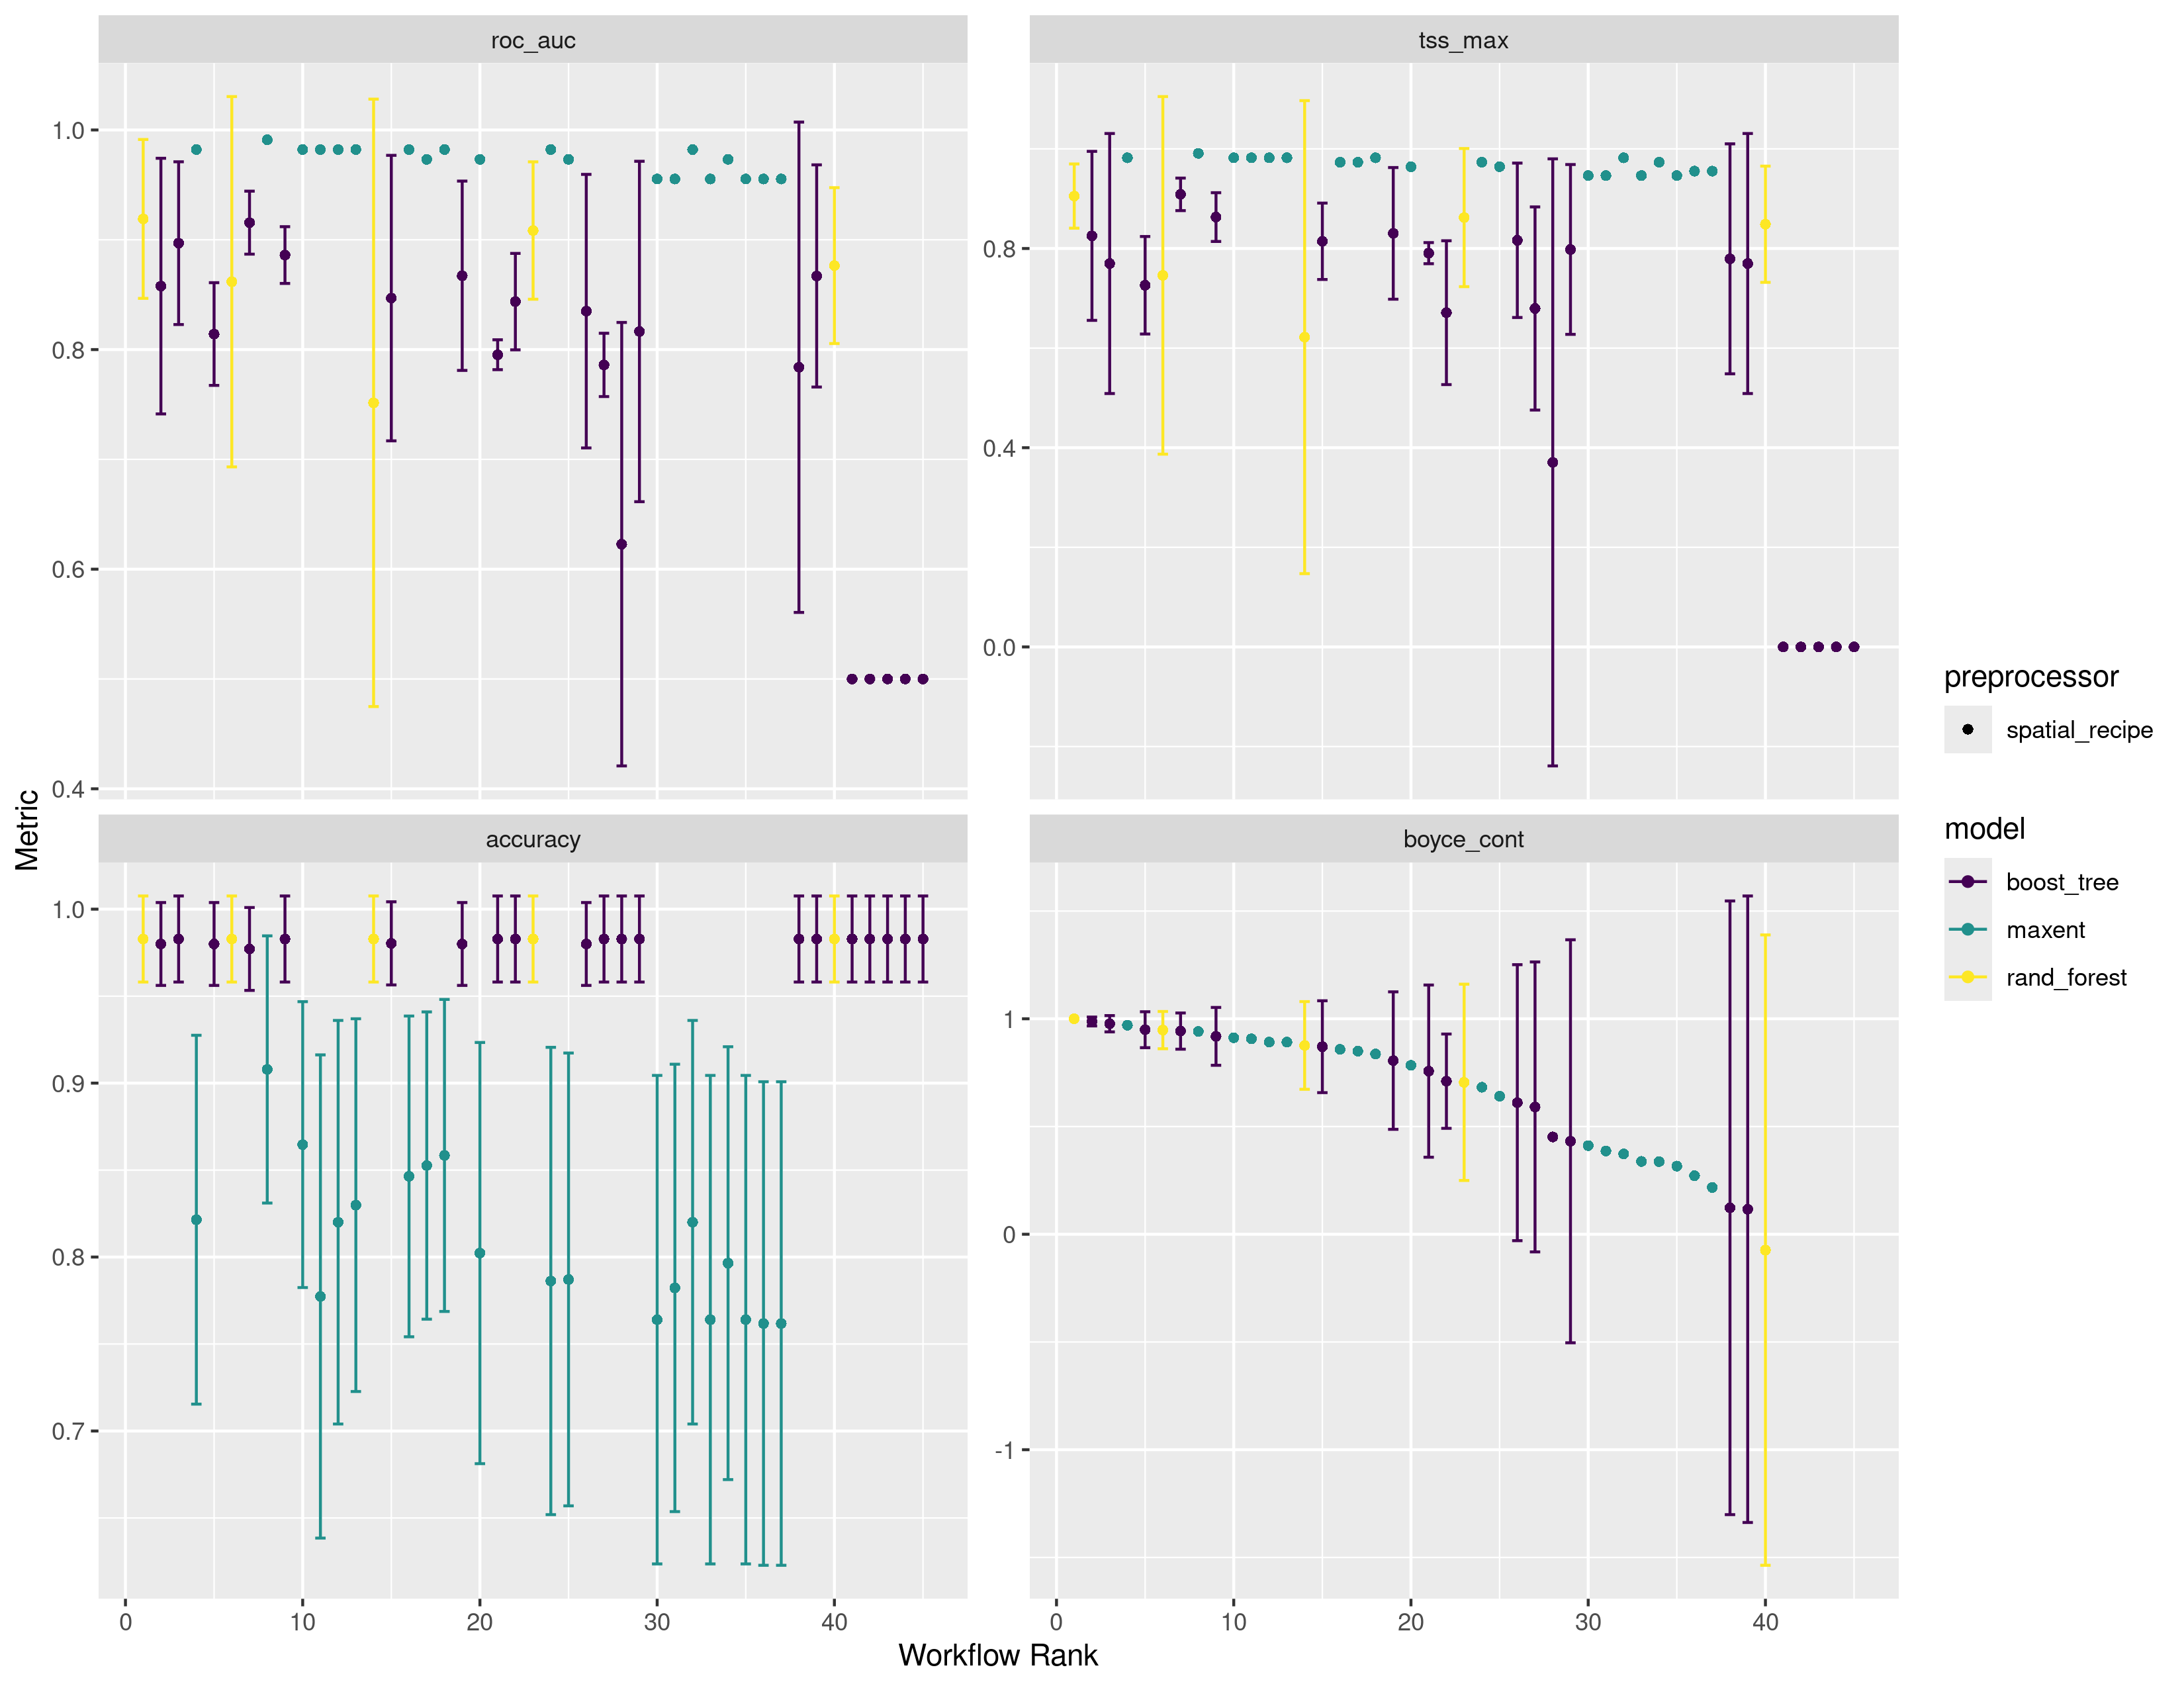 roc_auc
tss_max
1.0
0.8
0.6
0.4
0.8
0.4
0.0
Metric
accuracy
boyce_cont
1.0
0.9
0.8
0.7
1
0
-1
0
10
20
30
40
0
10
20
30
40
Workflow Rank
preprocessor
spatial_recipe
model
boost_tree
maxent
rand_forest